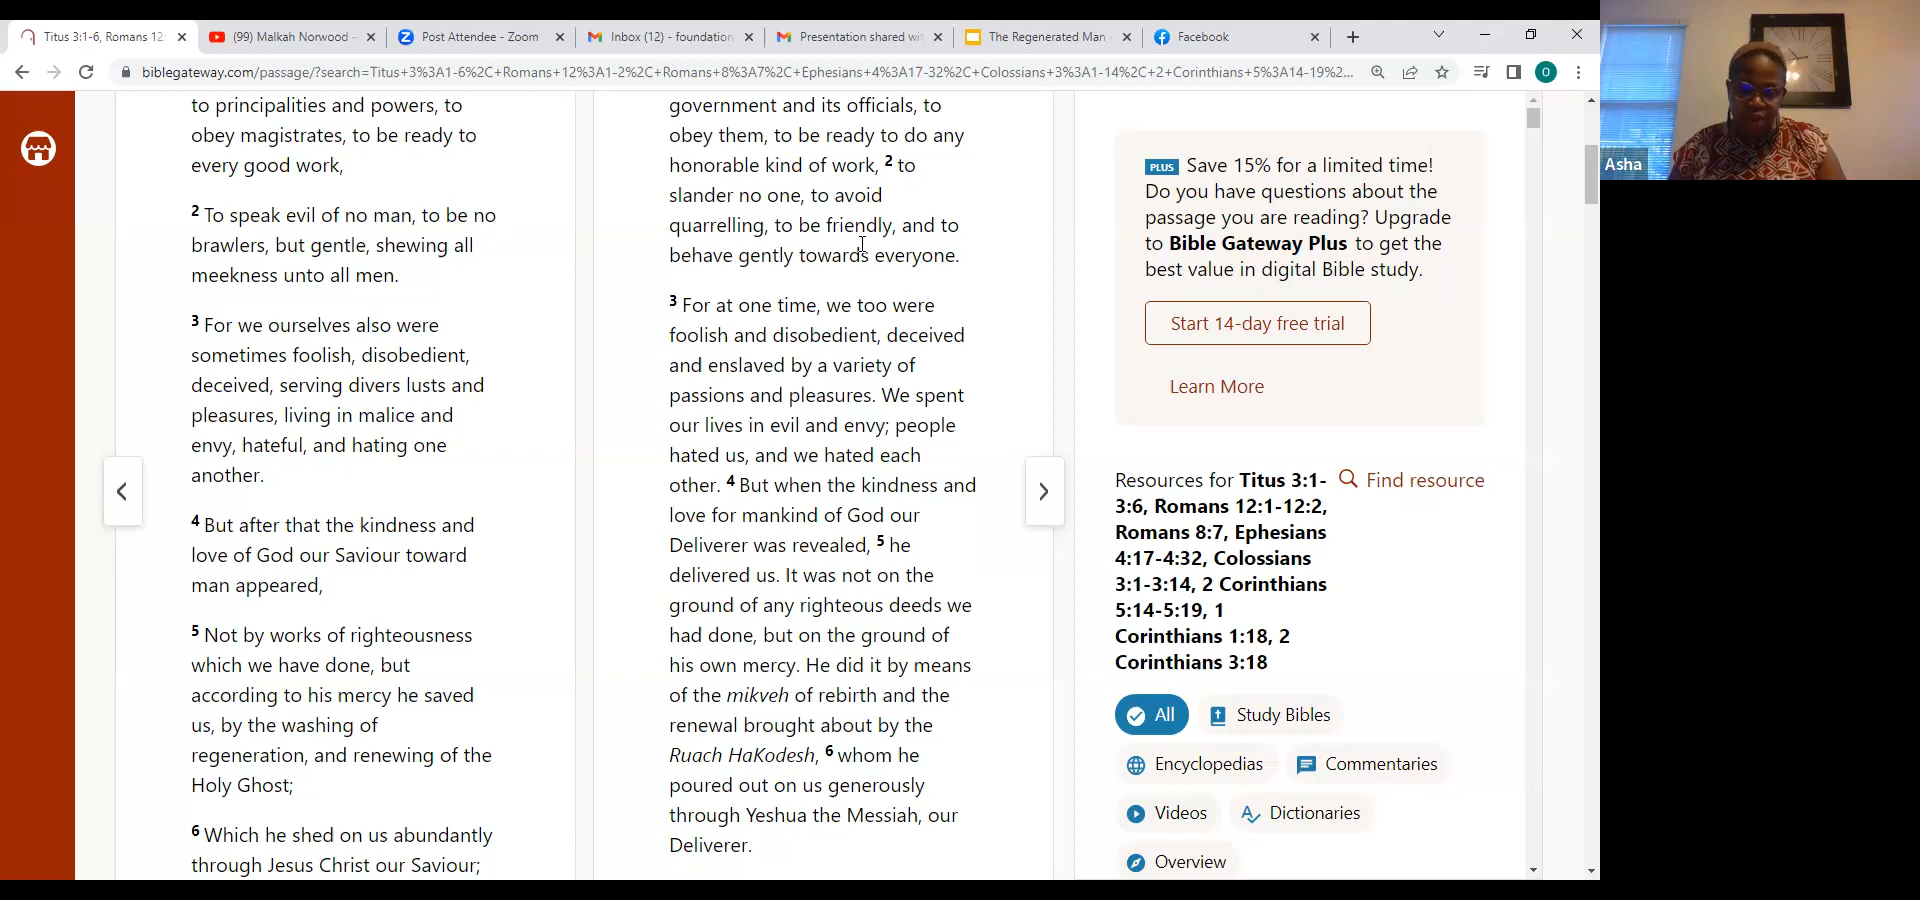 Titus 3:1-6, Romans 12:
(99) Malkah Norwood -
Post Attendee - Zoom
Inbox (12) - foundation
Presentation shared wi
The Regenerated Man -
Facebook
biblegateway.com/passage/?search=Titus+3%3A1-6%2C+Romans+12%3A1-2%2C+Romans+8%3A7%2C+Ephesians+4%3A17-32%2C+Colossians+3%3A1-14%2C+2+Corinthians+5%3A14-19%2C...
O
to principalities and powers, to
obey magistrates, to be ready to
every good work,
2 To speak evil of no man, to be no
brawlers, but gentle, shewing all
meekness unto all men.
3 For we ourselves also were
sometimes foolish, disobedient,
deceived, serving divers lusts and
pleasures, living in malice and
envy, hateful, and hating one
another.
4 But after that the kindness and
love of God our Saviour toward
man appeared,
5 Not by works of righteousness
which we have done, but
according to his mercy he saved
us, by the washing of
regeneration, and renewing of the
Holy Ghost;
6 Which he shed on us abundantly
through Jesus Christ our Saviour;
government and its officials, to
obey them, to be ready to do any
honorable kind of work, 2 to
slander no one, to avoid
quarrelling, to be friendly, and to
behave gently towards everyone.
3 For at one time, we too were
foolish and disobedient, deceived
and enslaved by a variety of
passions and pleasures. We spent
our lives in evil and envy; people
hated us, and we hated each
other. 4 But when the kindness and
love for mankind of God our
Deliverer was revealed, 5 he
delivered us. It was not on the
ground of any righteous deeds we
had done, but on the ground of
his own mercy. He did it by means
of the mikveh of rebirth and the
renewal brought about by the
Ruach HaKodesh, 6 whom he
poured out on us generously
through Yeshua the Messiah, our
Deliverer.
PLUS Save 15% for a limited time!
Do you have questions about the
passage you are reading? Upgrade
to Bible Gateway Plus to get the
best value in digital Bible study.
Start 14-day free trial
Learn More
Resources for Titus 3:1-
3:6, Romans 12:1-12:2,
Romans 8:7, Ephesians
4:17-4:32, Colossians
3:1-3:14, 2 Corinthians
5:14-5:19, 1
Corinthians 1:18, 2
Corinthians 3:18
Find resource
All
Study Bibles
Encyclopedias
Commentaries
Videos
Dictionaries
Overview
Asha